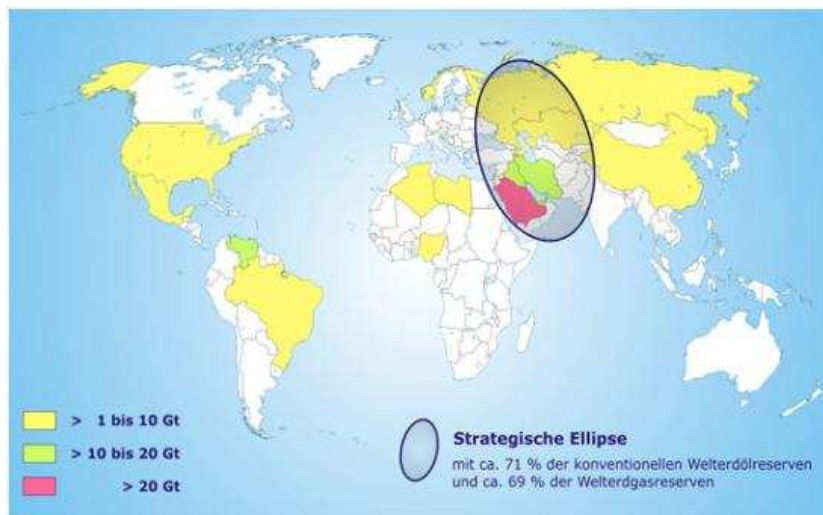 > 1 bis 10 Gt
> 10 bis 20 Gt
> 20 Gt
Strategische Ellipse
mit ca. 71 % der konventionellen Welterdölreserven
und ca. 69 % der Welterdgasreserven